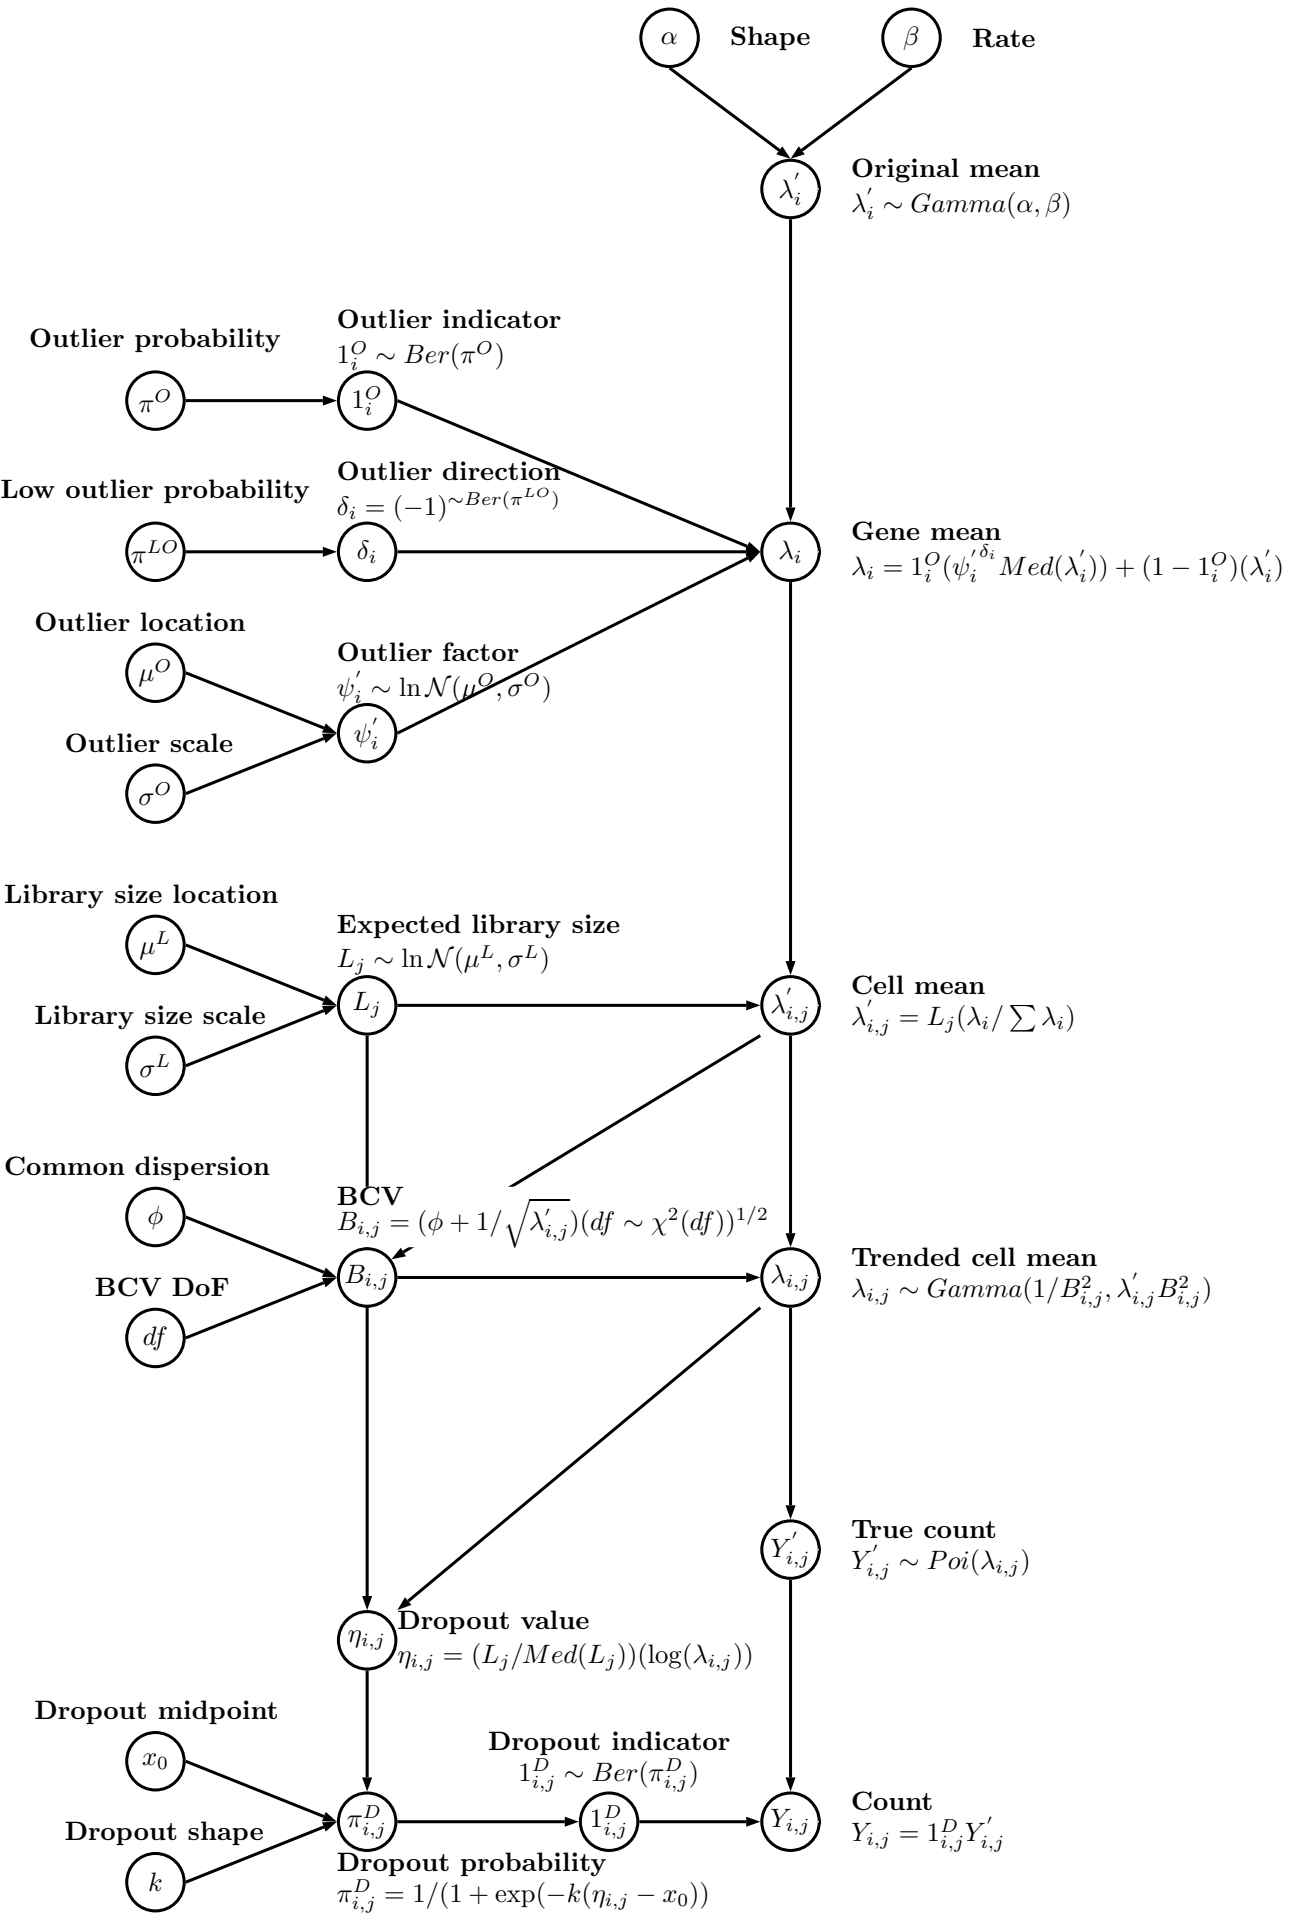 α Shape β Rate
λ'_i
Original mean
λ'_i ∼ Gamma(α, β)
Outlier probability
Outlier indicator
1^O_i ∼ Ber(π^O)
π^O
1^O_i
Low outlier probability
Outlier direction
δ_i = (−1)^{∼Ber(π^{LO})}
π^{LO}
δ_i
λ_i
Gene mean
λ_i = 1^O_i(ψ'^{δ_i}_i Med(λ'_i)) + (1 − 1^O_i)(λ'_i)
Outlier location
μ^O
Outlier factor
ψ'_i ∼ ln N(μ^O, σ^O)
ψ'_i
Outlier scale
σ^O
Library size location
μ^L
Expected library size
L_j ∼ ln N(μ^L, σ^L)
L_j
Library size scale
σ^L
λ'_{i,j}
Cell mean
λ'_{i,j} = L_j(λ_i/ ∑ λ_i)
Common dispersion
ϕ
BCV
B_{i,j} = (ϕ + 1/√λ'_{i,j})(df ∼ χ^2(df))^{1/2}
B_{i,j}
BCV DoF
df
λ_{i,j}
Trended cell mean
λ_{i,j} ∼ Gamma(1/B^2_{i,j}, λ'_{i,j}B^2_{i,j})
Y'_{i,j}
True count
Y'_{i,j} ∼ Poi(λ_{i,j})
η_{i,j}
Dropout value
η_{i,j} = (L_j/Med(L_j))(log(λ_{i,j}))
Dropout midpoint
x_0
Dropout indicator
1^D_{i,j} ∼ Ber(π^D_{i,j})
Dropout shape
k
π^D_{i,j}
1^D_{i,j}
Y_{i,j}
Count
Y_{i,j} = 1^D_{i,j}Y'_{i,j}
Dropout probability
π^D_{i,j} = 1/(1 + exp(−k(η_{i,j} − x_0))